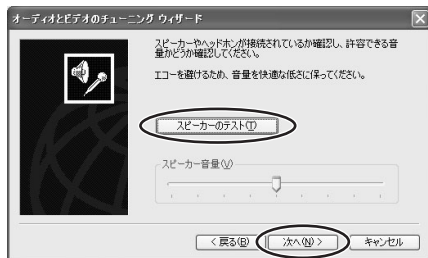 オーディオとビデオのチューニング ウィザード
スピーカーやヘッドホンが接続されているか確認し、許容できる音
量かどうか確認してください。
エコーを避けるため、音量を快適な低さに保ってください。
スピーカーのテスト(T)
スピーカー音量(V)
< 戻る(B)
次へ(N) >
キャンセル